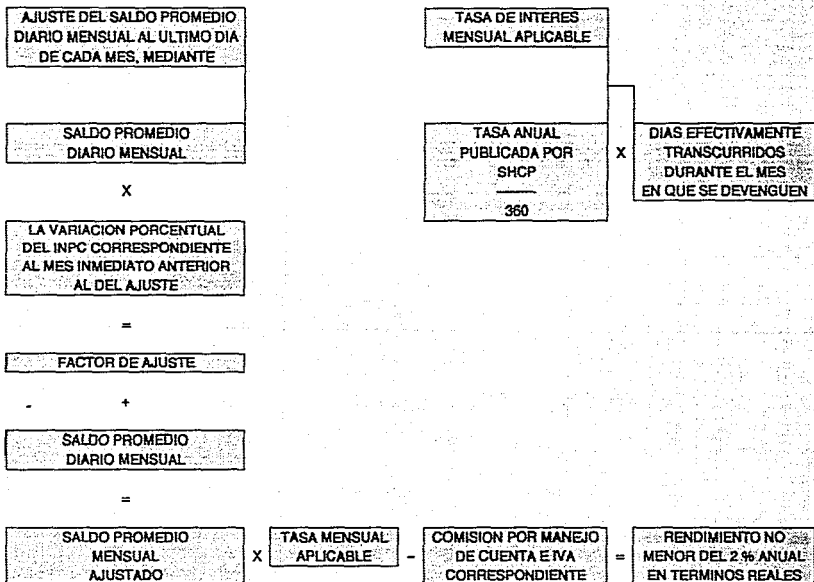 AJUSTE DEL SALDO PROMEDIO
DIARIO MENSUAL AL ULTIMO DIA
DE CADA MES, MEDIANTE
SALDO PROMEDIO
DIARIO MENSUAL
X
LA VARIACION PORCENTUAL
DEL INPC CORRESPONDIENTE
AL MES INMEDIATO ANTERIOR
AL DEL AJUSTE
=
FACTOR DE AJUSTE
+
SALDO PROMEDIO
DIARIO MENSUAL
=
SALDO PROMEDIO
MENSUAL
AJUSTADO
X
TASA MENSUAL
APLICABLE
-
COMISION POR MANEJO
DE CUENTA E IVA
CORRESPONDIENTE
=
RENDIMIENTO NO
MENOR DEL 2 % ANUAL
EN TERMINOS REALES
TASA DE INTERES
MENSUAL APLICABLE
TASA ANUAL
PUBLICADA POR
SHCP
360
X
DIAS EFECTIVAMENTE
TRANSCURRIDOS
DURANTE EL MES
EN QUE SE DEVENGUEN